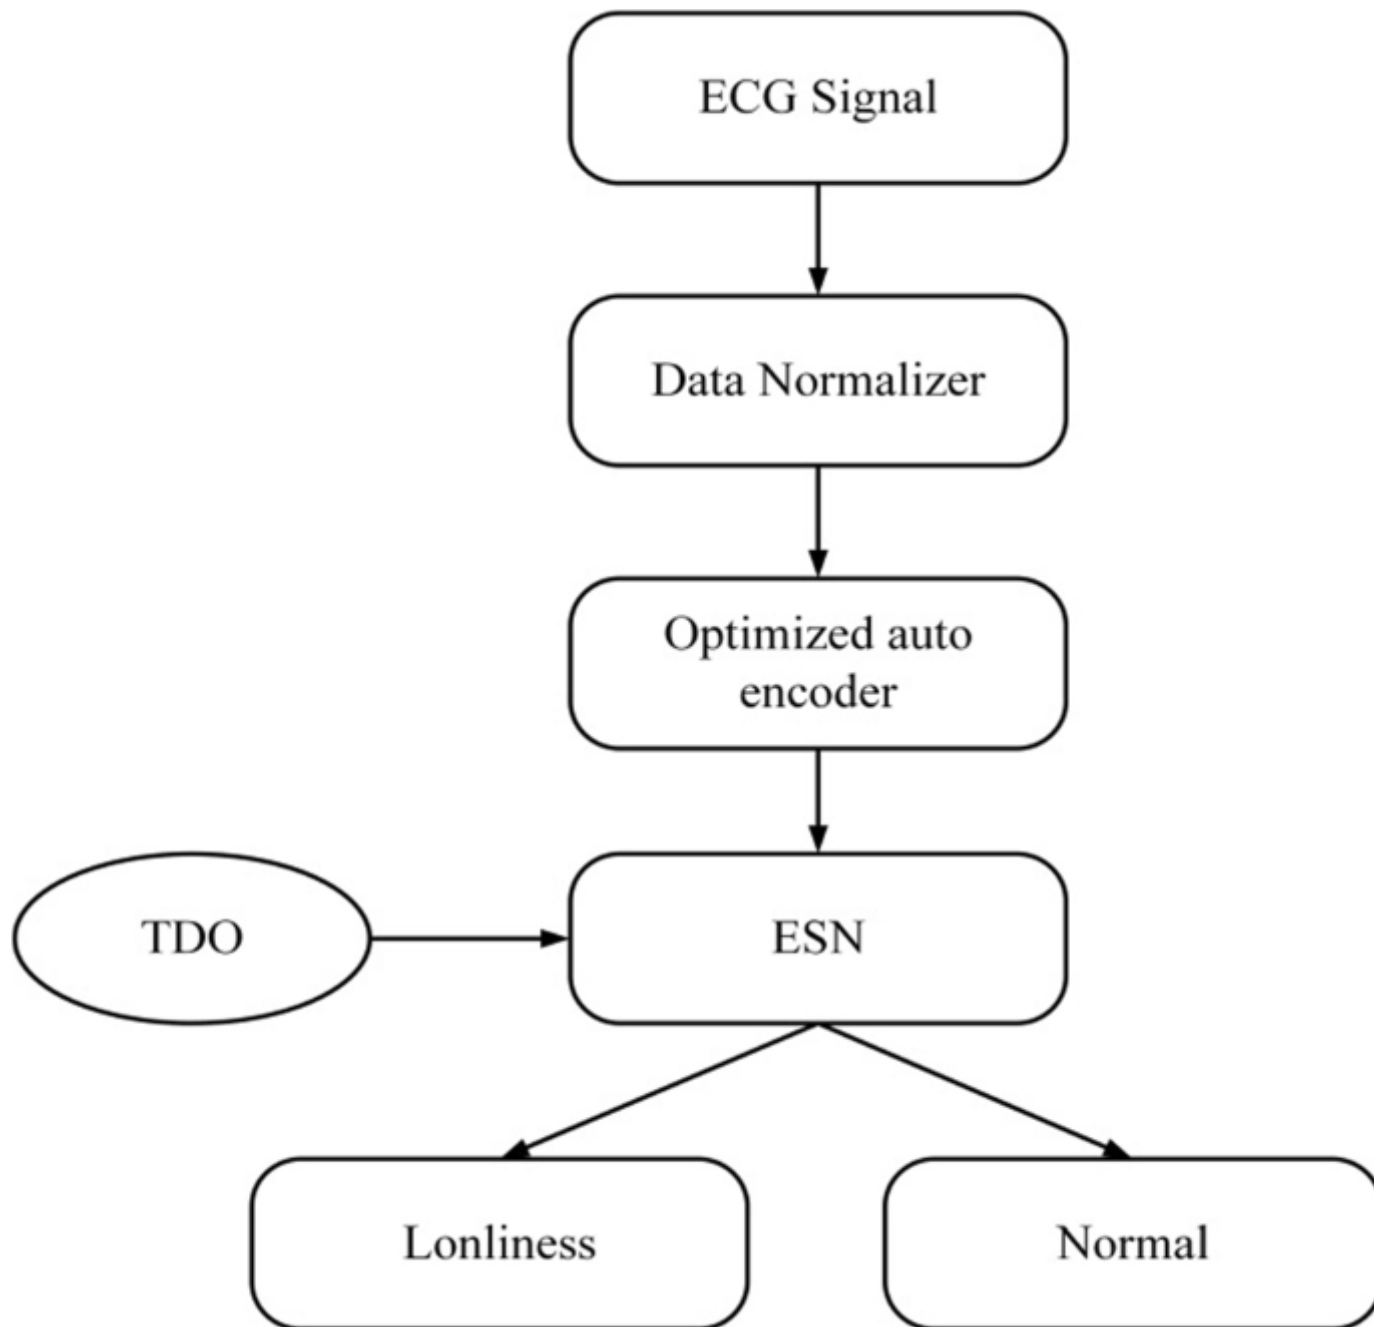 ECG Signal
Data Normalizer
Optimized auto
encoder
TDO
ESN
Lonliness
Normal